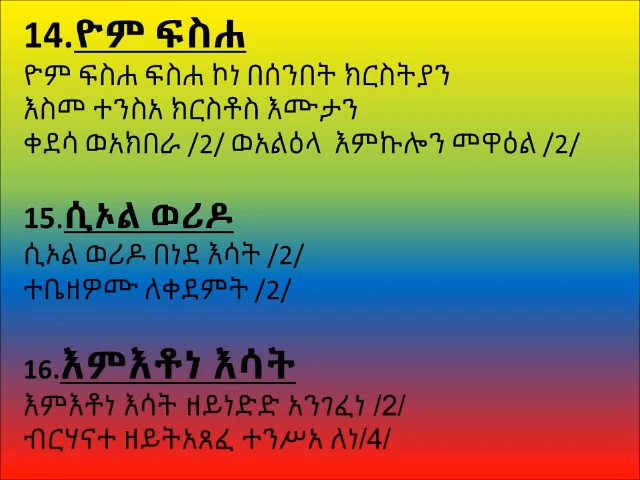 14.ዮም ፍስሐ
ዮም ፍስሐ ፍስሐ ኮነ በሰንበት ክርስትያን
እስመ ተንስአ ክርስቶስ እሙታን
ቀደሳ ወአክበራ /2/ ወአልዕላ እምኩሎን መዋዕል /2/
15.ሲኦል ወሪዶ
ሲኦል ወሪዶ በነደ እሳት /2/
ተቤዘዎሙ ለቀደምት /2/
16.እምእቶነ እሳት
እምእቶነ እሳት ዘይነድድ አንገፈነ /2/
ብርሃናተ ዘይትአጸፈ ተንሥአ ለነ/4/